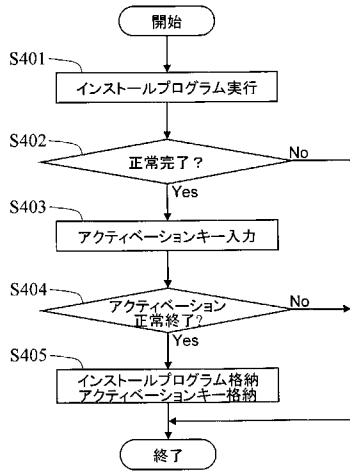 開始
S401
インストールプログラム実行
S402
正常完了?
No
Yes
S403
アクティベーションキー入力
S404
アクティベーション
正常終了?
No
Yes
S405
インストールプログラム格納
アクティベーションキー格納
終了